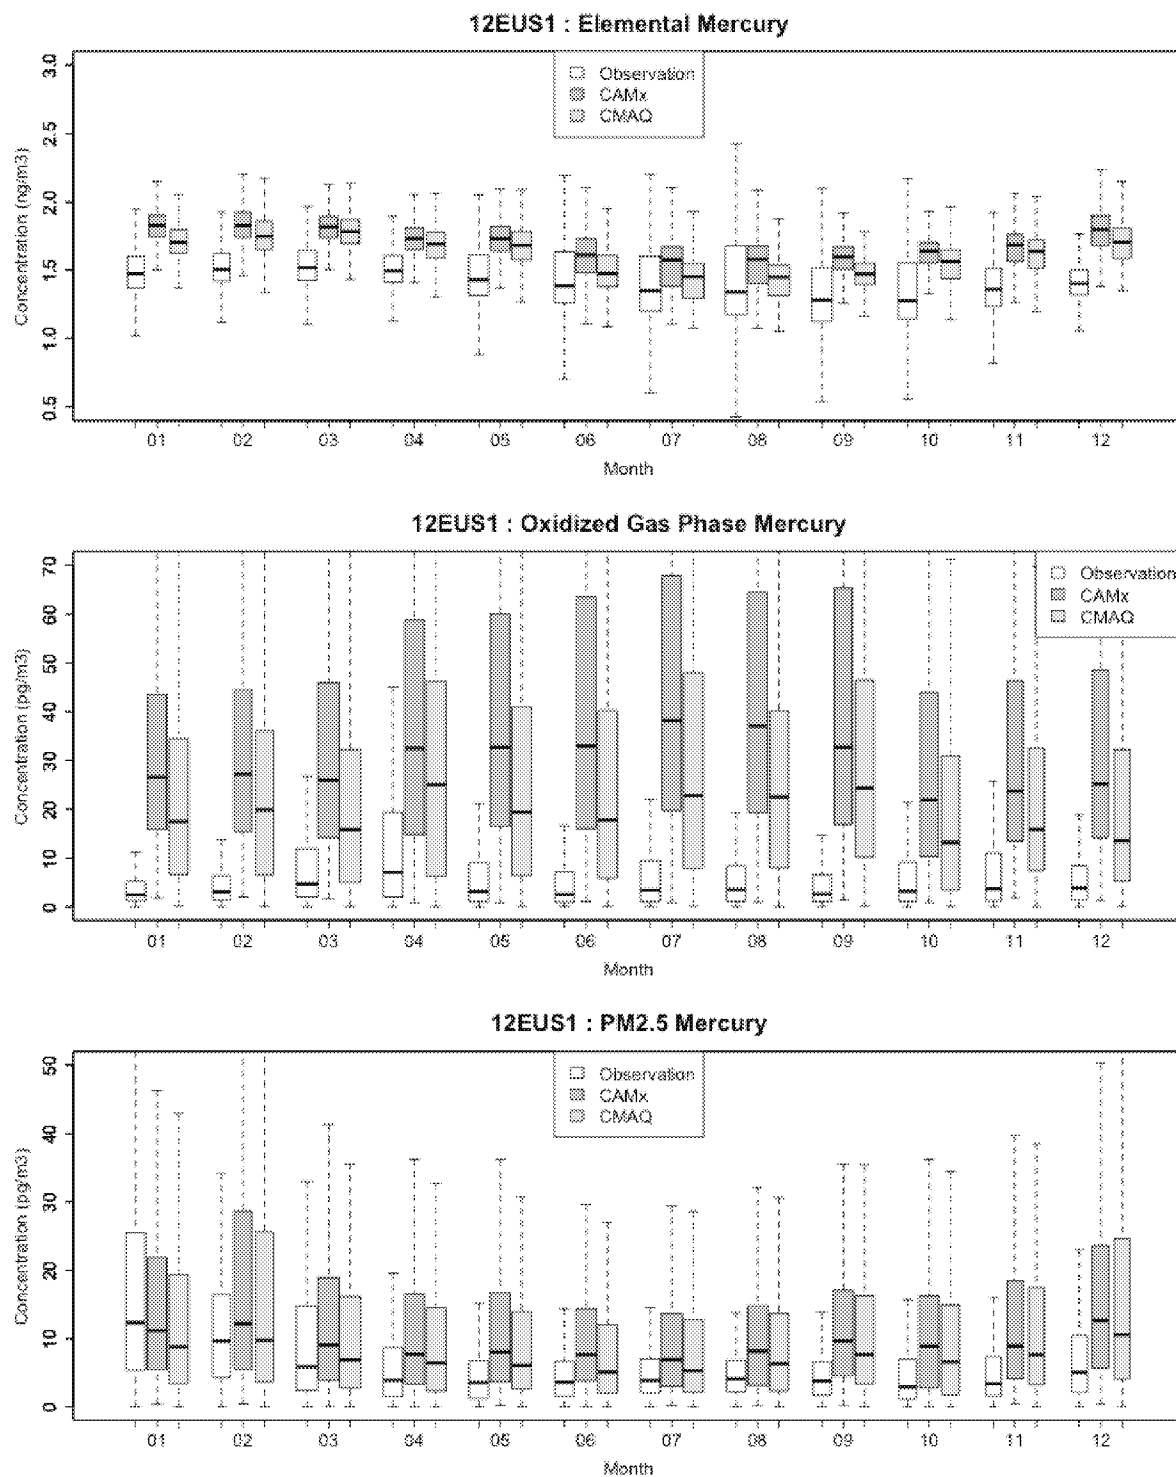 12EUS1 : Elemental Mercury
Concentration (ng/m3)
3.0
2.5
2.0
1.5
1.0
0.5
Observation
CAMx
CMAQ
01 02 03 04 05 06 07 08 09 10 11 12
Month
12EUS1 : Oxidized Gas Phase Mercury
Concentration (pg/m3)
70
60
50
40
30
20
10
0
Observation
CAMx
CMAQ
01 02 03 04 05 06 07 08 09 10 11 12
Month
12EUS1 : PM2.5 Mercury
Concentration (pg/m3)
50
40
30
20
10
0
Observation
CAMx
CMAQ
01 02 03 04 05 06 07 08 09 10 11 12
Month